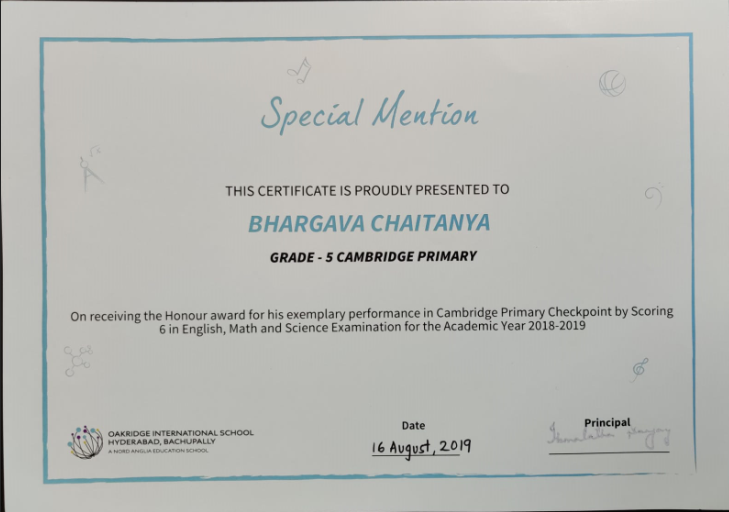 Special Mention
THIS CERTIFICATE IS PROUDLY PRESENTED TO
BHARGAVA CHAITANYA
GRADE - 5 CAMBRIDGE PRIMARY
On receiving the Honour award for his exemplary performance in Cambridge Primary Checkpoint by Scoring
6 in English, Math and Science Examination for the Academic Year 2018-2019
OAKRIDGE INTERNATIONAL SCHOOL
HYDERABAD, BACHUPALLY
A NORD ANGLIA EDUCATION SCHOOL
Date
16 August, 2019
Principal